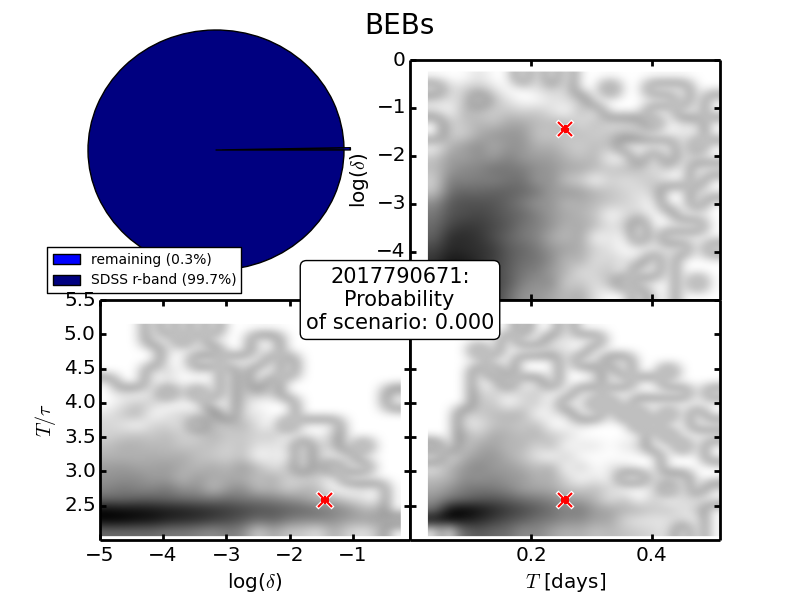 BEBs
remaining (0.3%)
SDSS r-band (99.7%)
0
−1
−2
−3
−4
log(δ)
2017790671:
Probability
of scenario: 0.000
5.5
5.0
4.5
4.0
3.5
3.0
2.5
T/τ
−5 −4 −3 −2 −1
log(δ)
0.2 0.4
T [days]